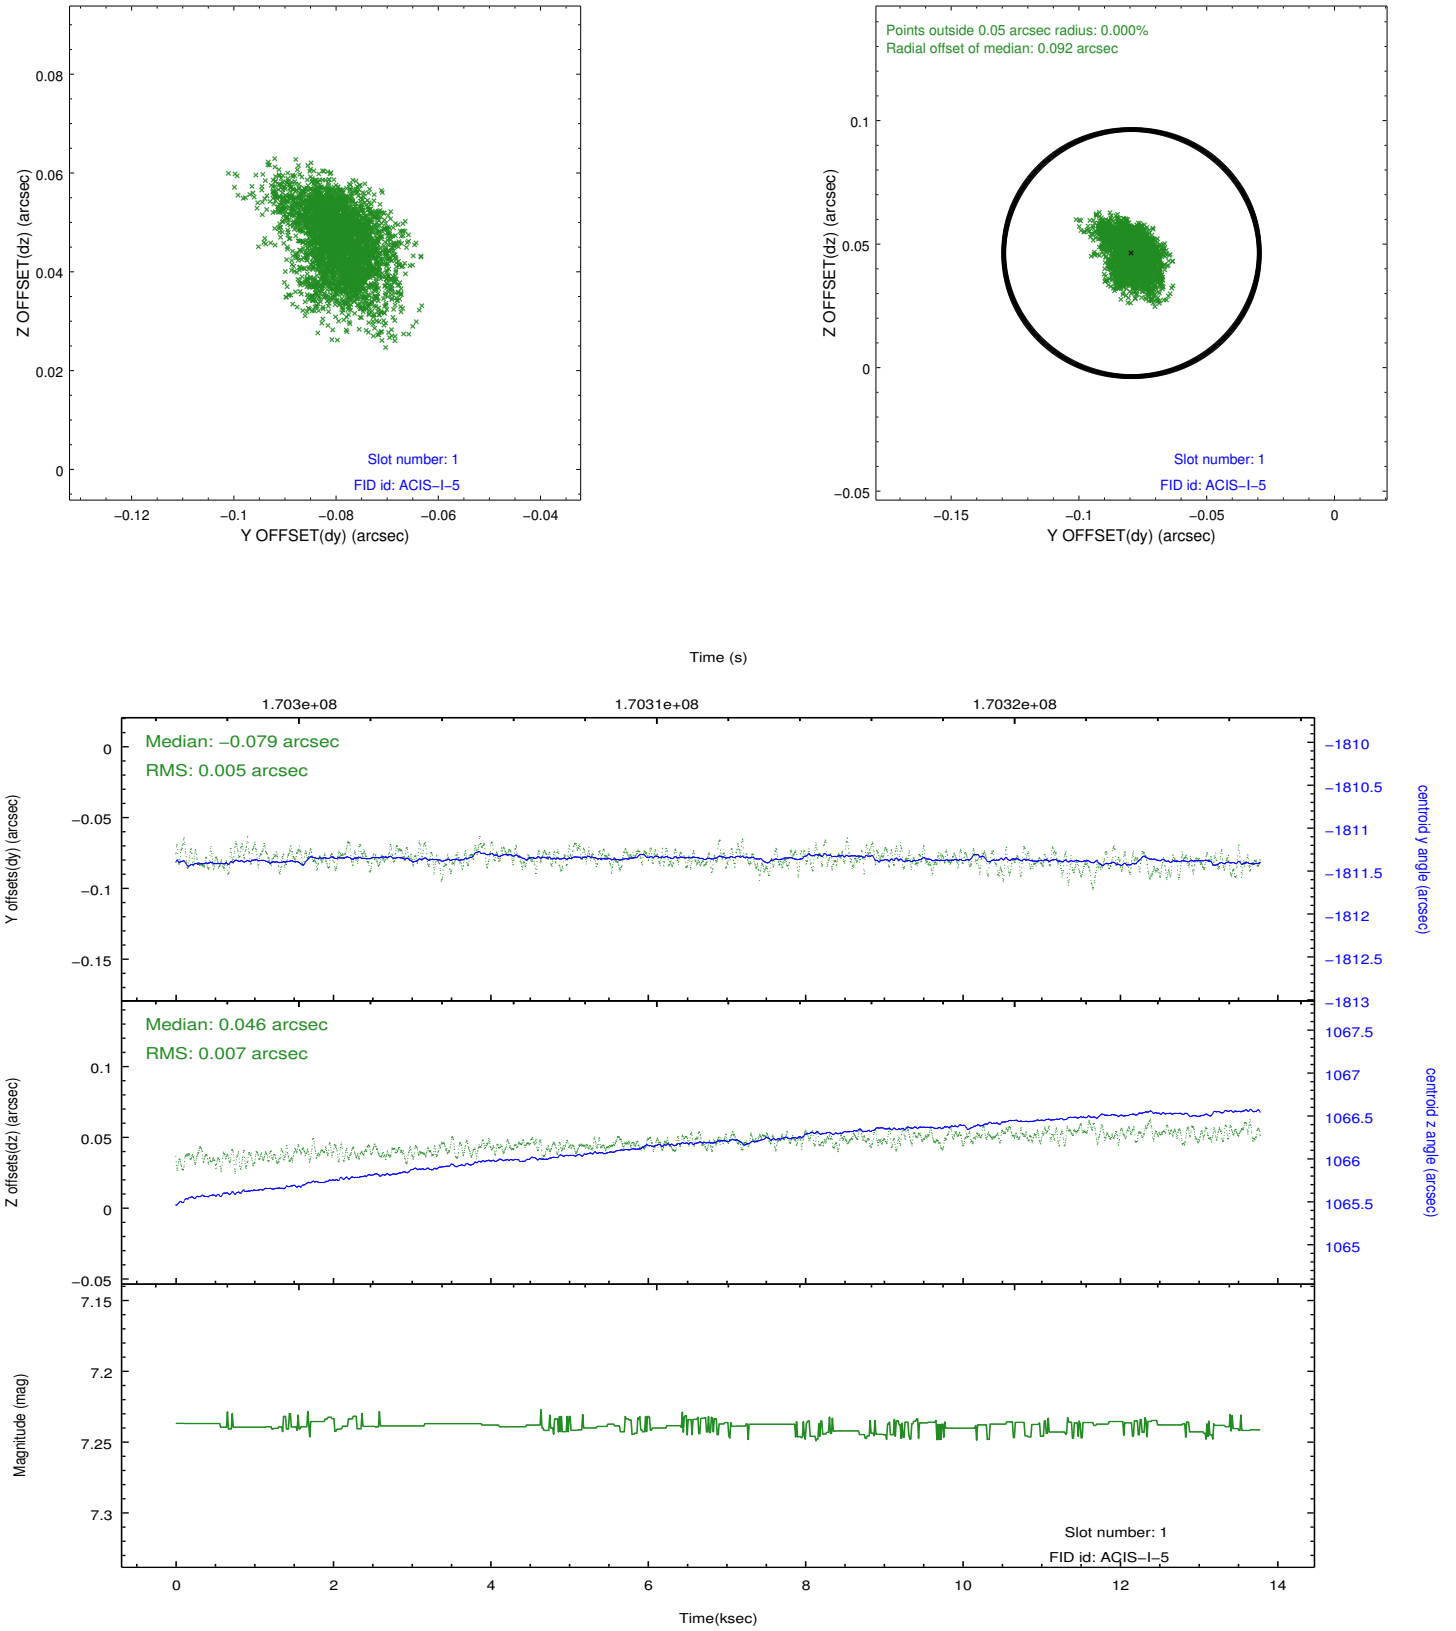 0.08
0.06
0.04
0.02
0
Z OFFSET(dz) (arcsec)
Slot number: 1
FID id: ACIS−I−5
−0.12
−0.1
−0.08
−0.06
−0.04
Y OFFSET(dy) (arcsec)
Points outside 0.05 arcsec radius: 0.000%
Radial offset of median: 0.092 arcsec
0.1
0.05
0
−0.05
Z OFFSET(dz) (arcsec)
Slot number: 1
FID id: ACIS−I−5
−0.15
−0.1
−0.05
0
Y OFFSET(dy) (arcsec)
Time (s)
1.703e+08
1.7031e+08
1.7032e+08
Median: −0.079 arcsec
RMS: 0.005 arcsec
0
−0.05
−0.1
−0.15
Y offsets(dy) (arcsec)
−1810
−1810.5
−1811
−1811.5
−1812
−1812.5
−1813
centroid y angle (arcsec)
Median: 0.046 arcsec
RMS: 0.007 arcsec
0.1
0.05
0
−0.05
Z offsets(dz) (arcsec)
1067.5
1067
1066.5
1066
1065.5
1065
centroid z angle (arcsec)
7.15
7.2
7.25
7.3
Magnitude (mag)
Slot number: 1
FID id: ACIS−I−5
0
2
4
6
8
10
12
14
Time(ksec)